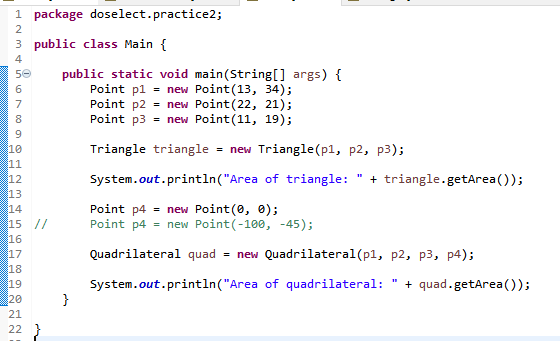 1 package doselect.practice2;
2
3 public class Main {
4
5 public static void main(String[] args) {
6 Point p1 = new Point(13, 34);
7 Point p2 = new Point(22, 21);
8 Point p3 = new Point(11, 19);
9
10 Triangle triangle = new Triangle(p1, p2, p3);
11
12 System.out.println("Area of triangle: " + triangle.getArea());
13
14 Point p4 = new Point(0, 0);
15 // Point p4 = new Point(-100, -45);
16
17 Quadrilateral quad = new Quadrilateral(p1, p2, p3, p4);
18
19 System.out.println("Area of quadrilateral: " + quad.getArea());
20 }
21
22 }